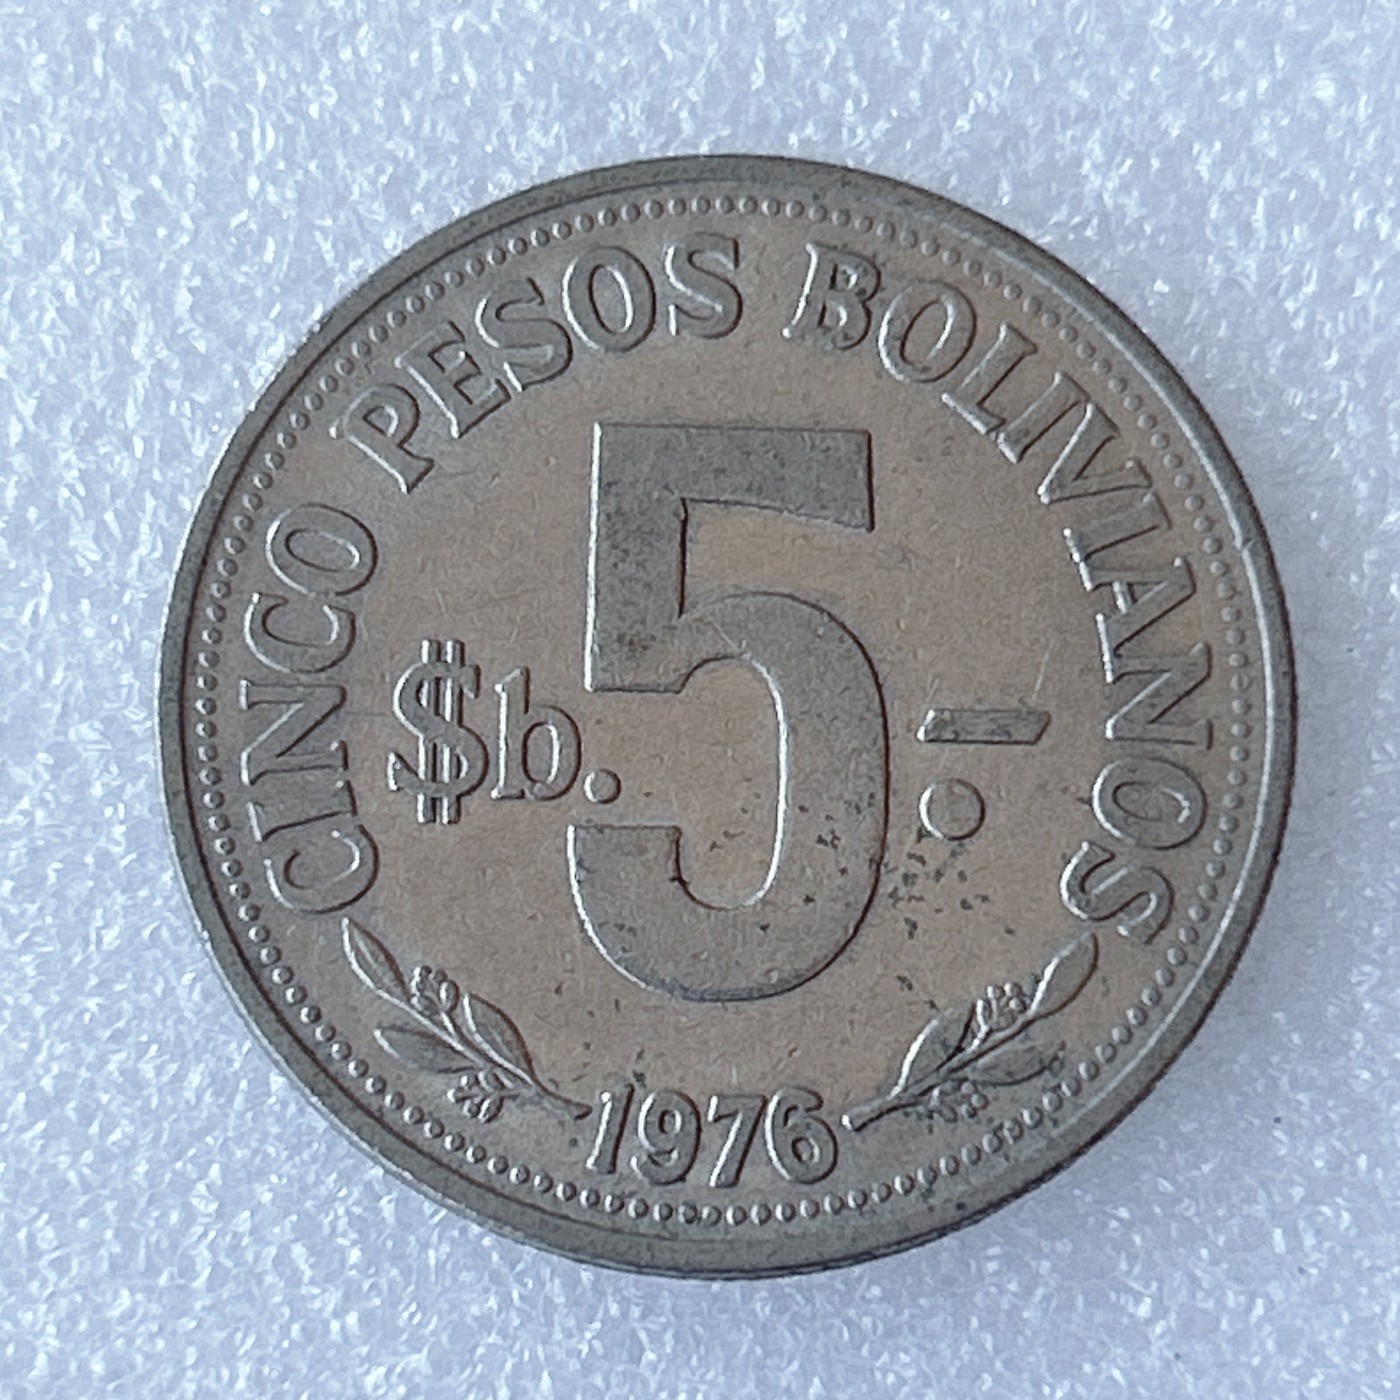 CINCO PESOS BOLIVIANOS
$b. 5.-
1976